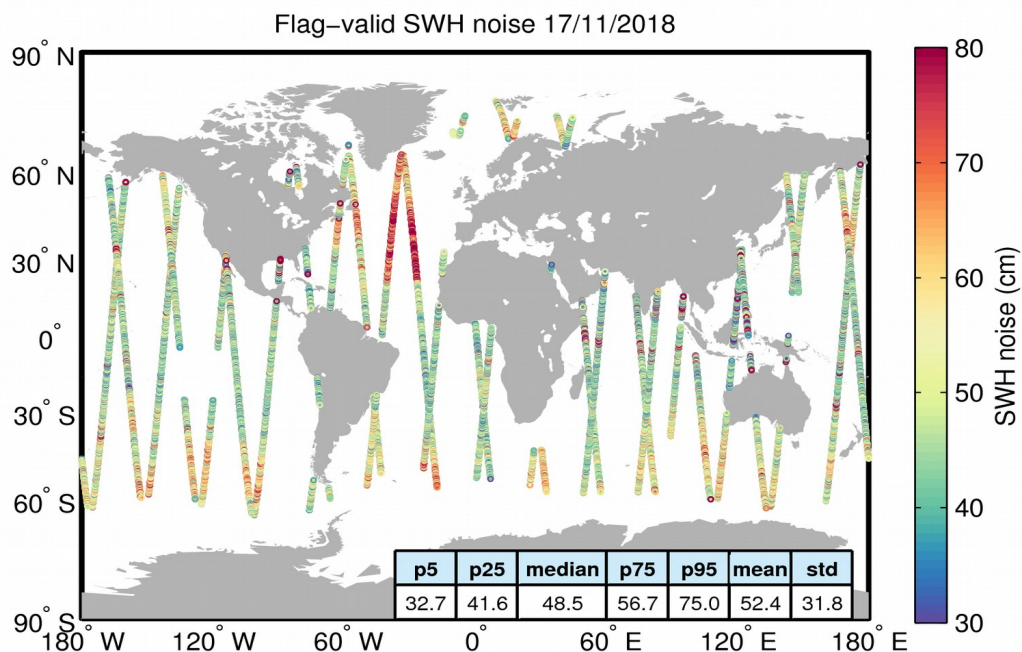 Flag−valid SWH noise 17/11/2018
90° N
60° N
30° N
0°
30° S
60° S
90° S
180° W
120° W
60° W
0°
60° E
120° E
180° E
p5 p25 median p75 p95 mean std
32.7 41.6 48.5 56.7 75.0 52.4 31.8
80
70
60
50
40
30
SWH noise (cm)